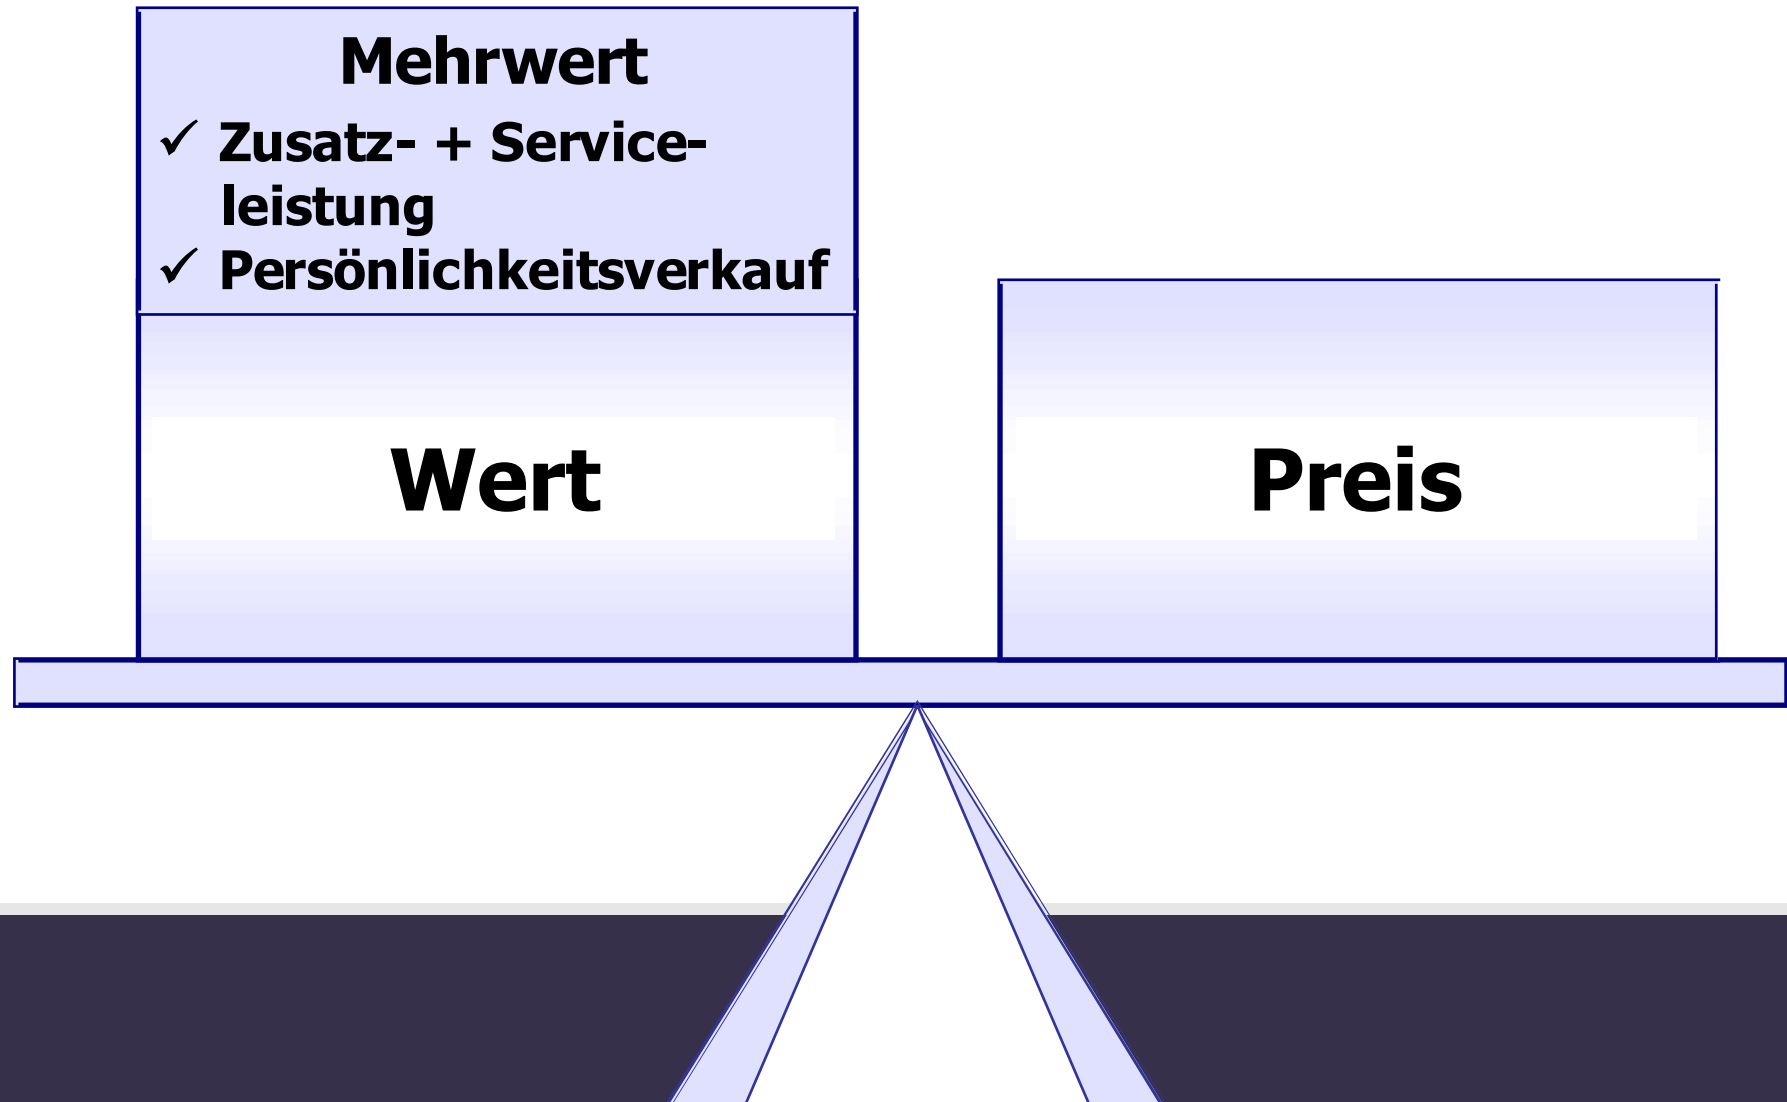 Mehrwert
✓ Zusatz- + Service-
leistung
✓ Persönlichkeitsverkauf
Wert
Preis